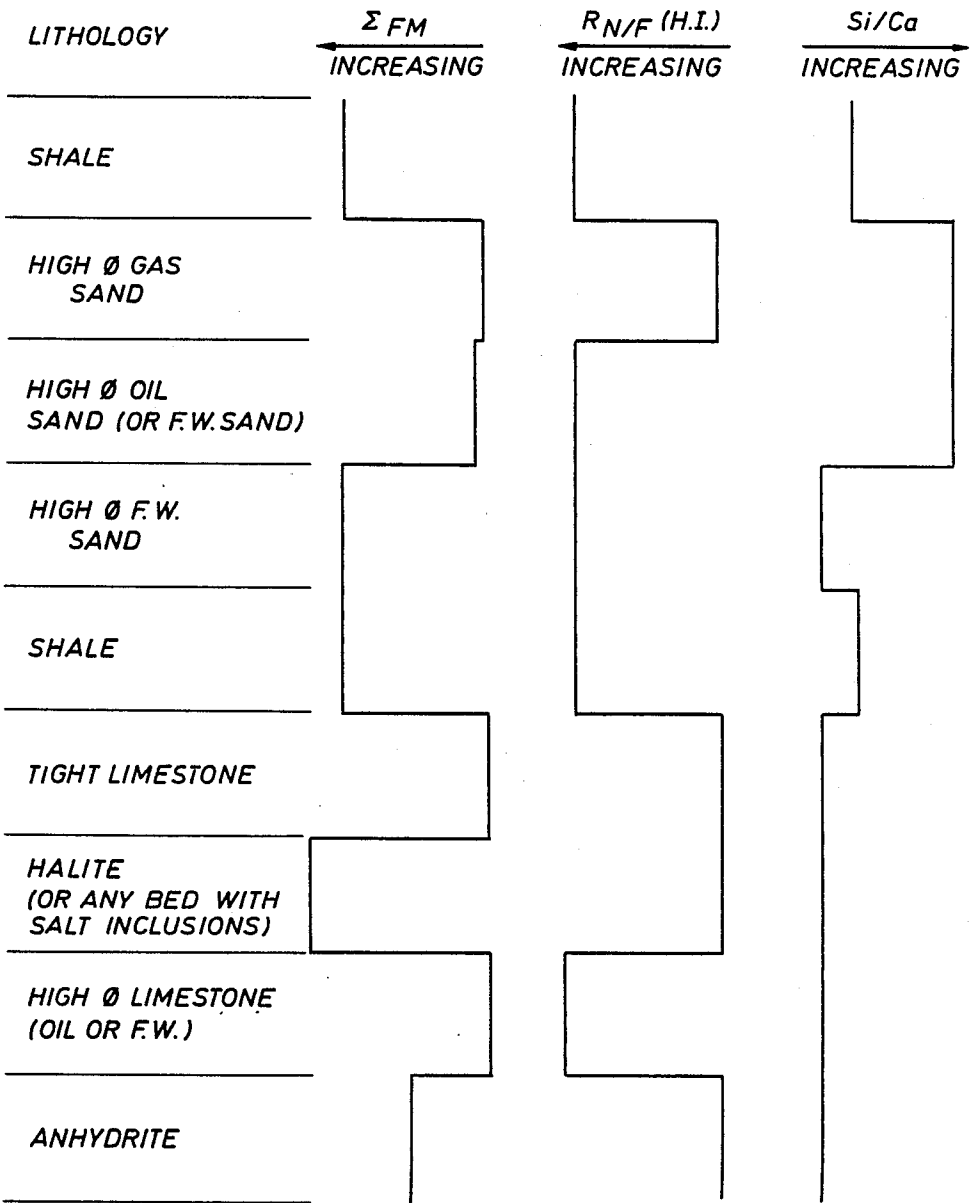 LITHOLOGY
Σ FM
INCREASING
R N/F (H.I.)
INCREASING
Si/Ca
INCREASING
SHALE
HIGH Ø GAS
SAND
HIGH Ø OIL
SAND (OR F.W. SAND)
HIGH Ø F.W.
SAND
SHALE
TIGHT LIMESTONE
HALITE
(OR ANY BED WITH
SALT INCLUSIONS)
HIGH Ø LIMESTONE
(OIL OR F.W.)
ANHYDRITE